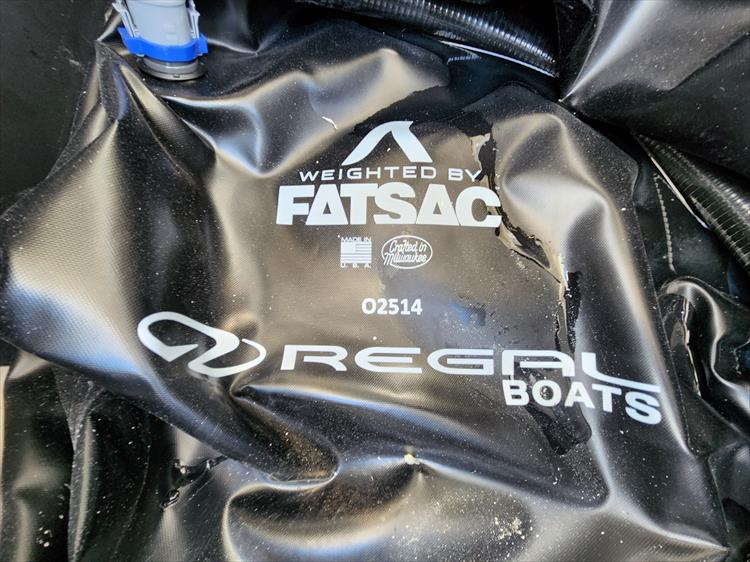 WEIGHTED BY
FATSAC
MADE IN
U.S.A.
Crafted in
Milwaukee
O2514
REGAL
BOATS